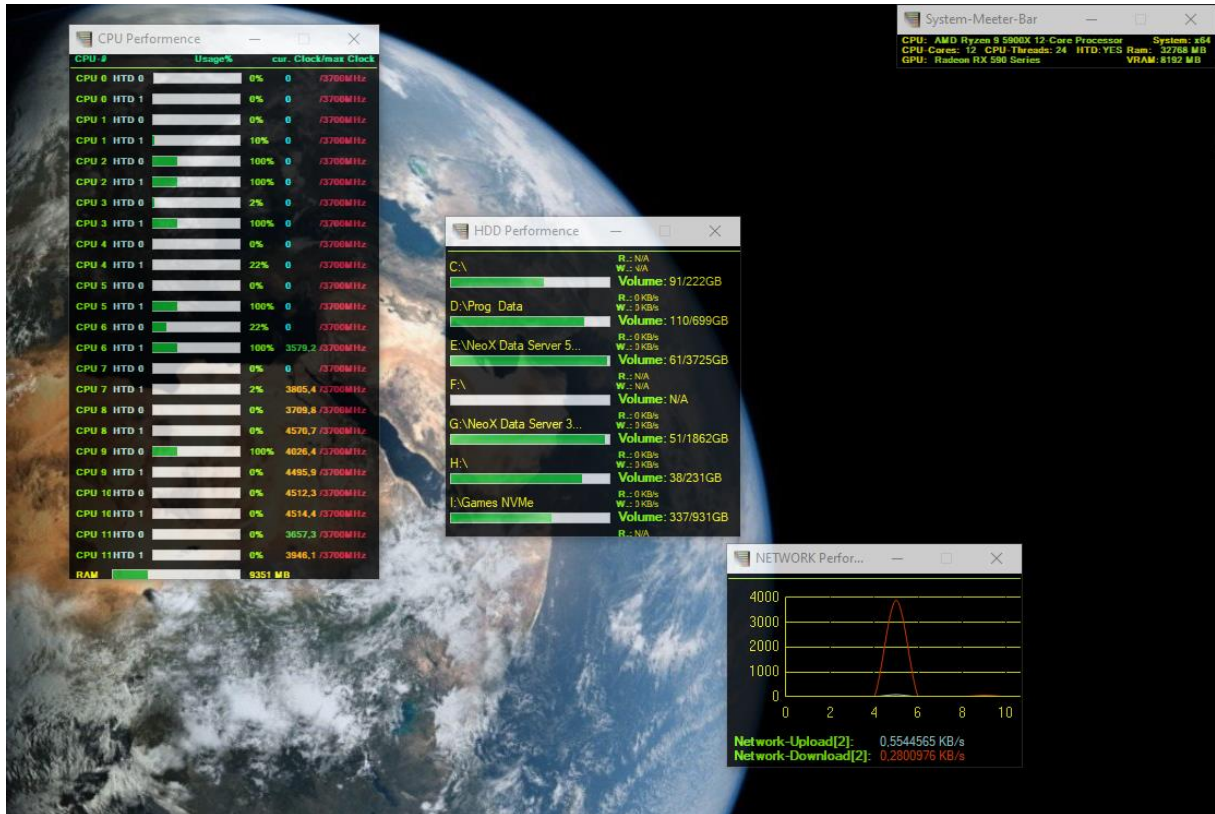 CPU Performence
CPU-# Usage% cur. Clock/max Clock
CPU 0 HTD 0 0% 0 /3700MHz
CPU 0 HTD 1 0% 0 /3700MHz
CPU 1 HTD 0 0% 0 /3700MHz
CPU 1 HTD 1 10% 0 /3700MHz
CPU 2 HTD 0 100% 0 /3700MHz
CPU 2 HTD 1 100% 0 /3700MHz
CPU 3 HTD 0 2% 0 /3700MHz
CPU 3 HTD 1 100% 0 /3700MHz
CPU 4 HTD 0 0% 0 /3700MHz
CPU 4 HTD 1 22% 0 /3700MHz
CPU 5 HTD 0 0% 0 /3700MHz
CPU 5 HTD 1 100% 0 /3700MHz
CPU 6 HTD 0 22% 0 /3700MHz
CPU 6 HTD 1 100% 3579,2 /3700MHz
CPU 7 HTD 0 0% 0 /3700MHz
CPU 7 HTD 1 2% 3805,4 /3700MHz
CPU 8 HTD 0 0% 3709,8 /3700MHz
CPU 8 HTD 1 0% 4570,7 /3700MHz
CPU 9 HTD 0 100% 4026,4 /3700MHz
CPU 9 HTD 1 0% 4495,9 /3700MHz
CPU 10 HTD 0 0% 4512,3 /3700MHz
CPU 10 HTD 1 0% 4514,4 /3700MHz
CPU 11 HTD 0 0% 3657,3 /3700MHz
CPU 11 HTD 1 0% 3946,1 /3700MHz
RAM 9351 MB
System-Meeter-Bar
CPU: AMD Ryzen 9 5900X 12-Core Processor System: x64
CPU-Cores: 12 CPU-Threads: 24 HTD: YES Ram: 32768 MB
GPU: Radeon RX 590 Series VRAM: 8192 MB
HDD Performence
R.: N/A
C:\ W.: N/A
Volume: 91/222GB
R.: 0 KB/s
D:\Prog Data W.: 0 KB/s
Volume: 110/699GB
R.: 0 KB/s
E:\NeoX Data Server 5... W.: 0 KB/s
Volume: 61/3725GB
R.: N/A
F:\ W.: N/A
Volume: N/A
R.: 0 KB/s
G:\NeoX Data Server 3... W.: 0 KB/s
Volume: 51/1862GB
R.: 0 KB/s
H:\ W.: 0 KB/s
Volume: 38/231GB
R.: 0 KB/s
I:\Games NVMe W.: 0 KB/s
Volume: 337/931GB
R.: N/A
NETWORK Perfor...
4000
3000
2000
1000
0
0 2 4 6 8 10
Network-Upload[2]: 0,5544565 KB/s
Network-Download[2]: 0,2800976 KB/s